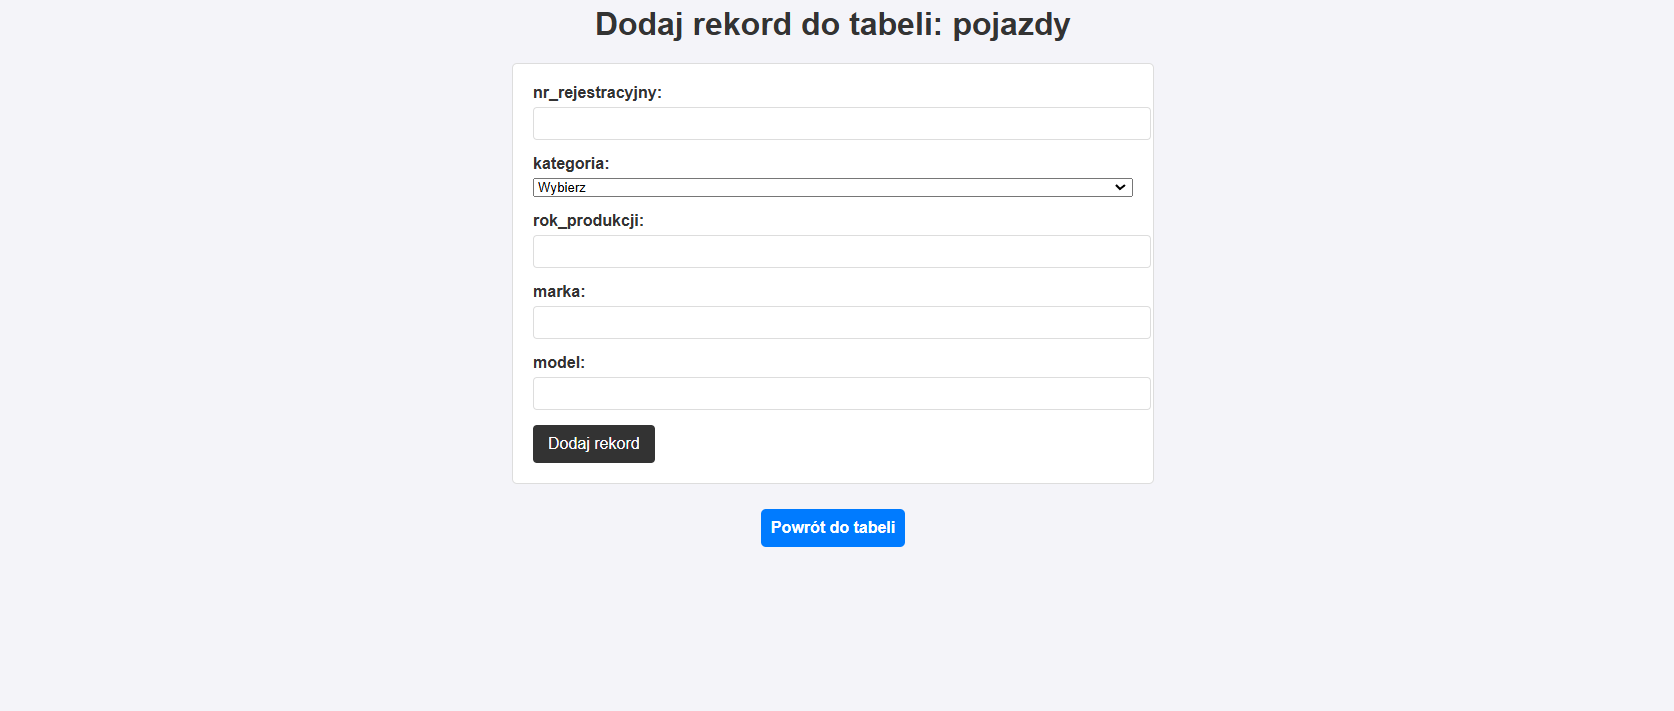 Dodaj rekord do tabeli: pojazdy
nr_rejestracyjny:
kategoria:
Wybierz
rok_produkcji:
marka:
model:
Dodaj rekord
Powrót do tabeli